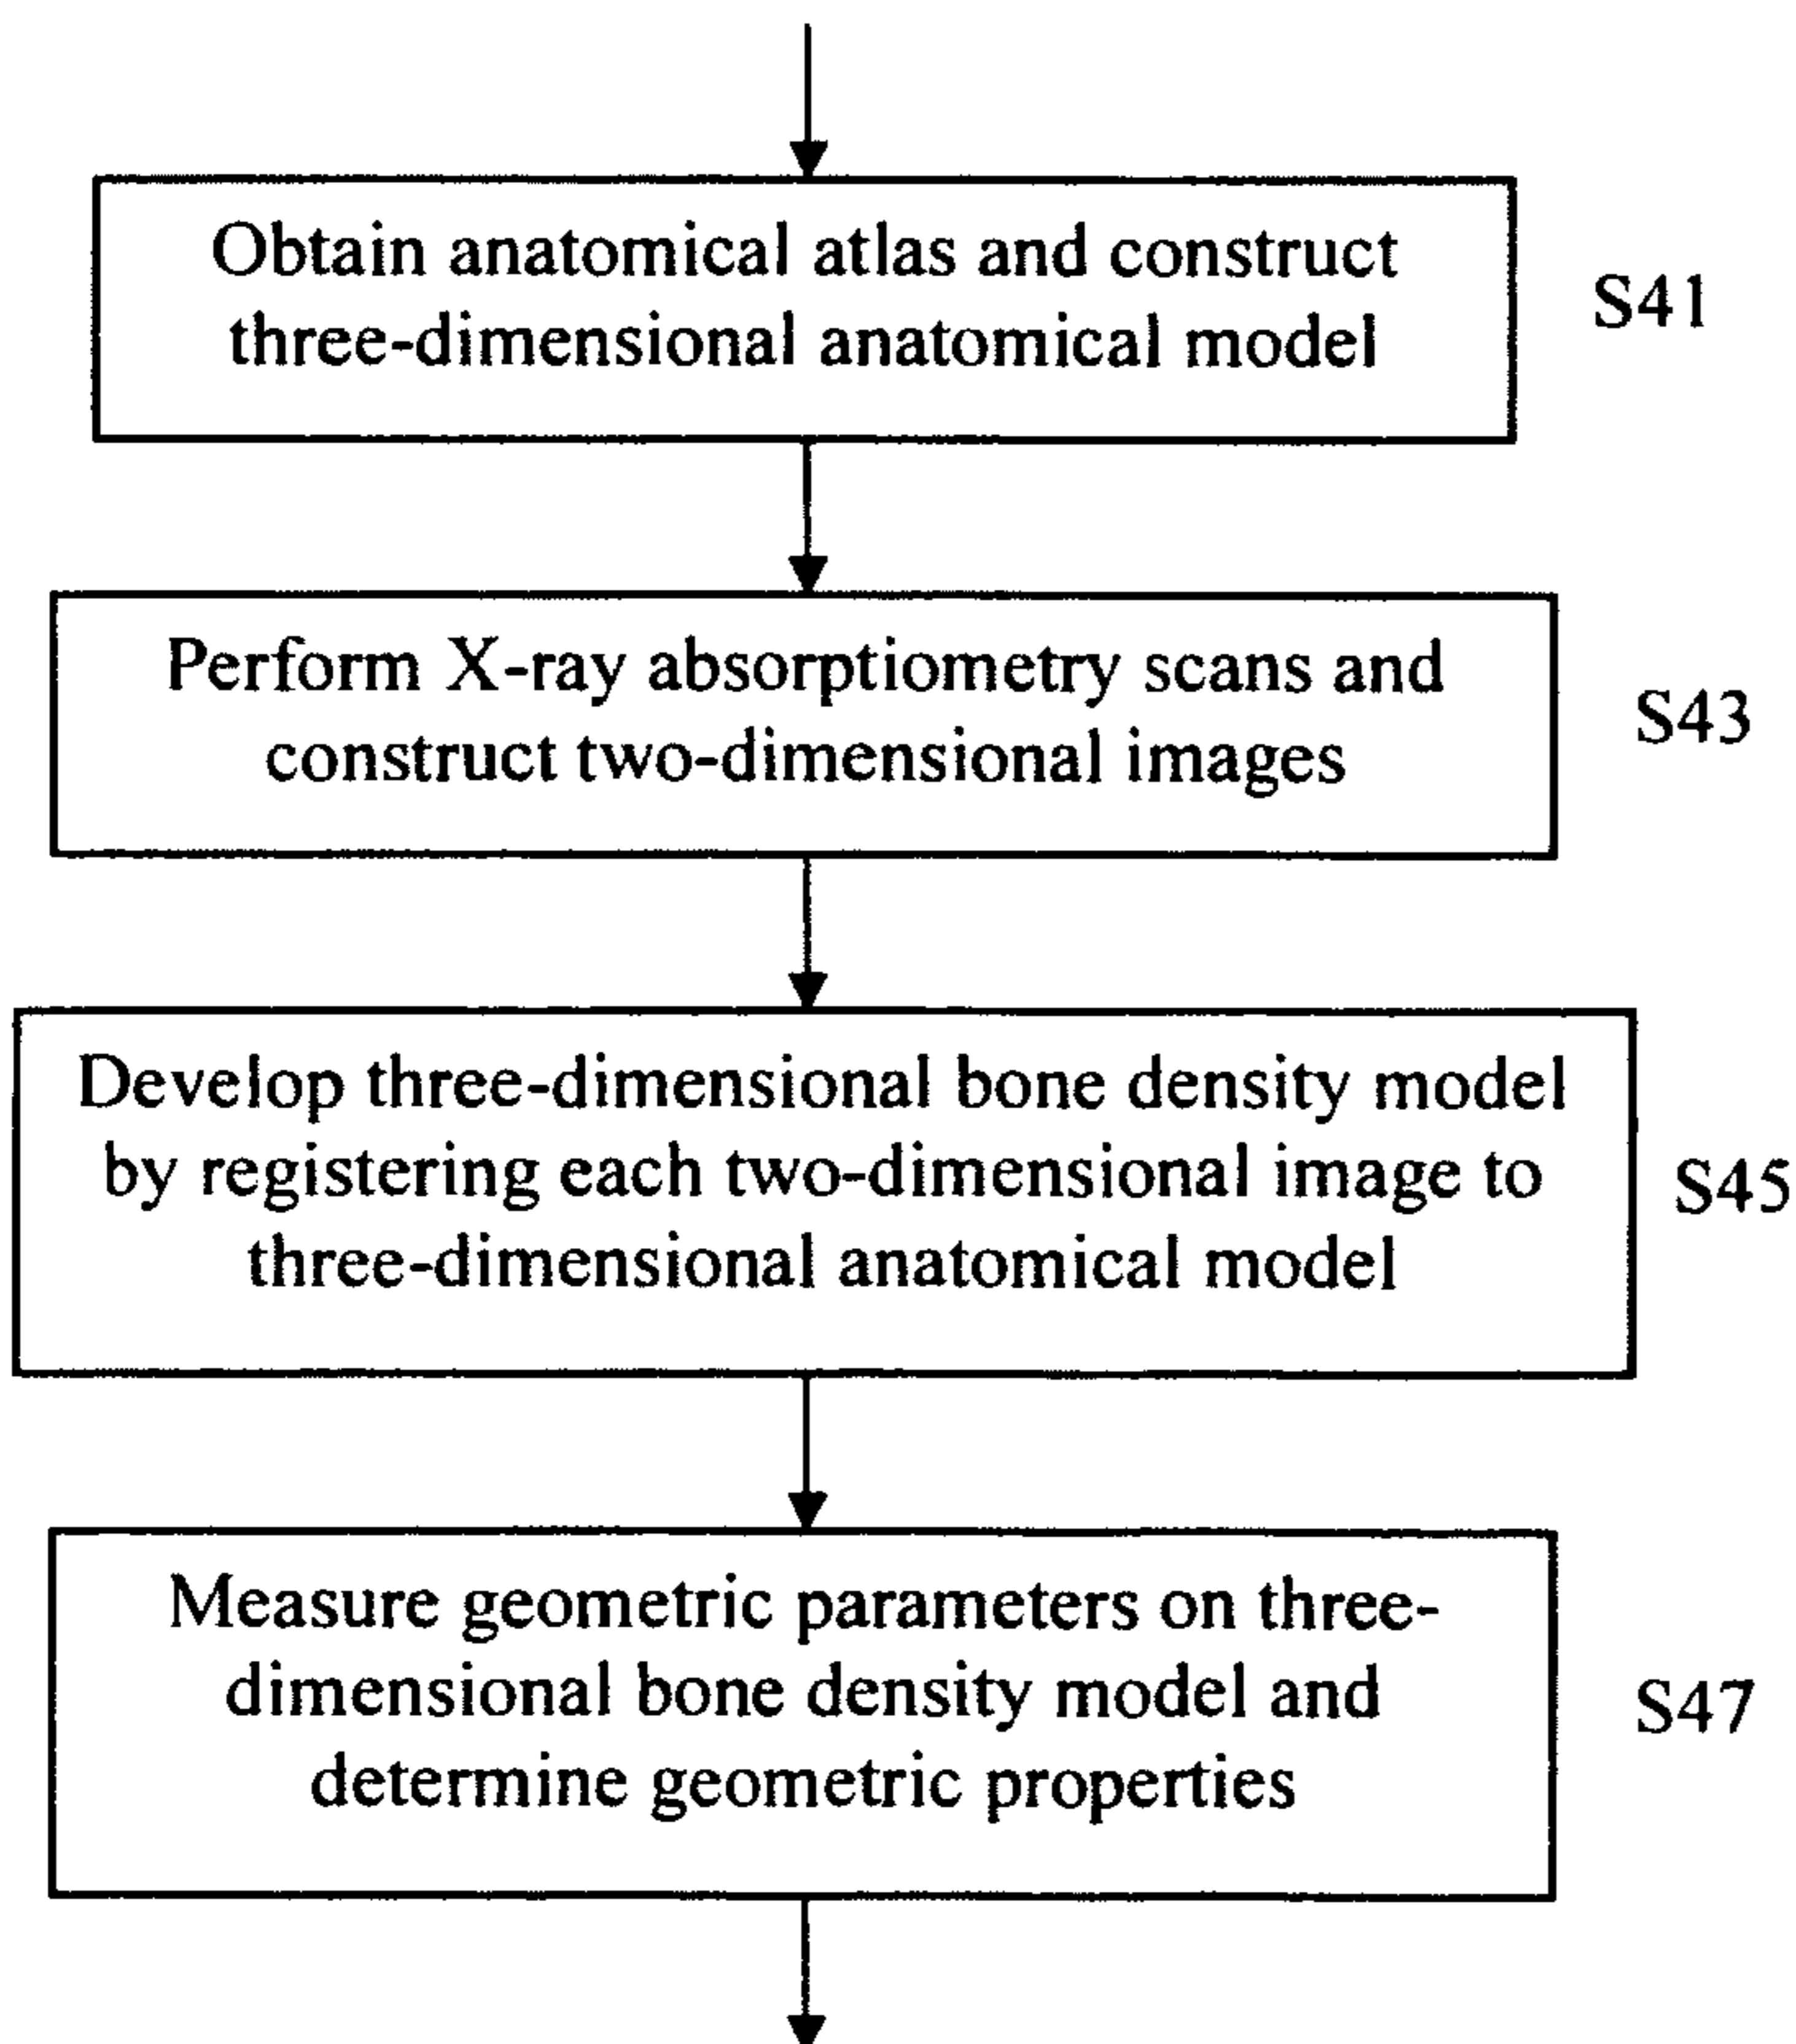 Obtain anatomical atlas and construct
three-dimensional anatomical model
S41
Perform X-ray absorptiometry scans and
construct two-dimensional images
S43
Develop three-dimensional bone density model
by registering each two-dimensional image to
three-dimensional anatomical model
S45
Measure geometric parameters on three-
dimensional bone density model and
determine geometric properties
S47